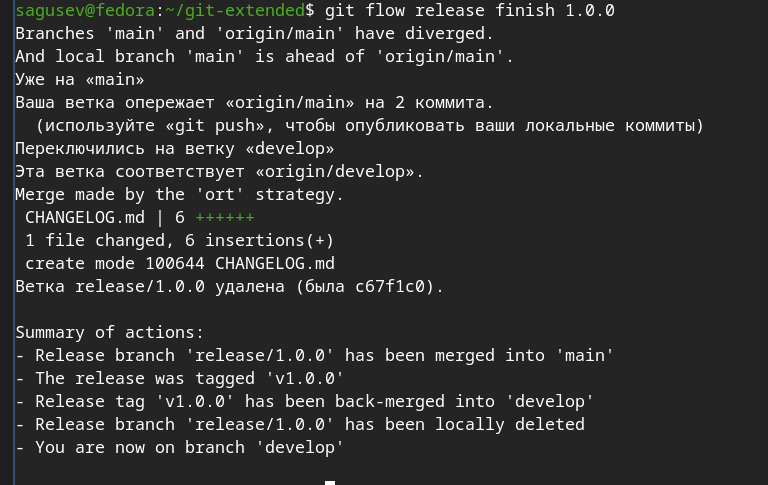 sagusev@fedora:~/git-extended$ git flow release finish 1.0.0
Branches 'main' and 'origin/main' have diverged.
And local branch 'main' is ahead of 'origin/main'.
Уже на «main»
Ваша ветка опережает «origin/main» на 2 коммита.
  (используйте «git push», чтобы опубликовать ваши локальные коммиты)
Переключились на ветку «develop»
Эта ветка соответствует «origin/develop».
Merge made by the 'ort' strategy.
 CHANGELOG.md | 6 ++++++
 1 file changed, 6 insertions(+)
 create mode 100644 CHANGELOG.md
Ветка release/1.0.0 удалена (была c67f1c0).

Summary of actions:
- Release branch 'release/1.0.0' has been merged into 'main'
- The release was tagged 'v1.0.0'
- Release tag 'v1.0.0' has been back-merged into 'develop'
- Release branch 'release/1.0.0' has been locally deleted
- You are now on branch 'develop'